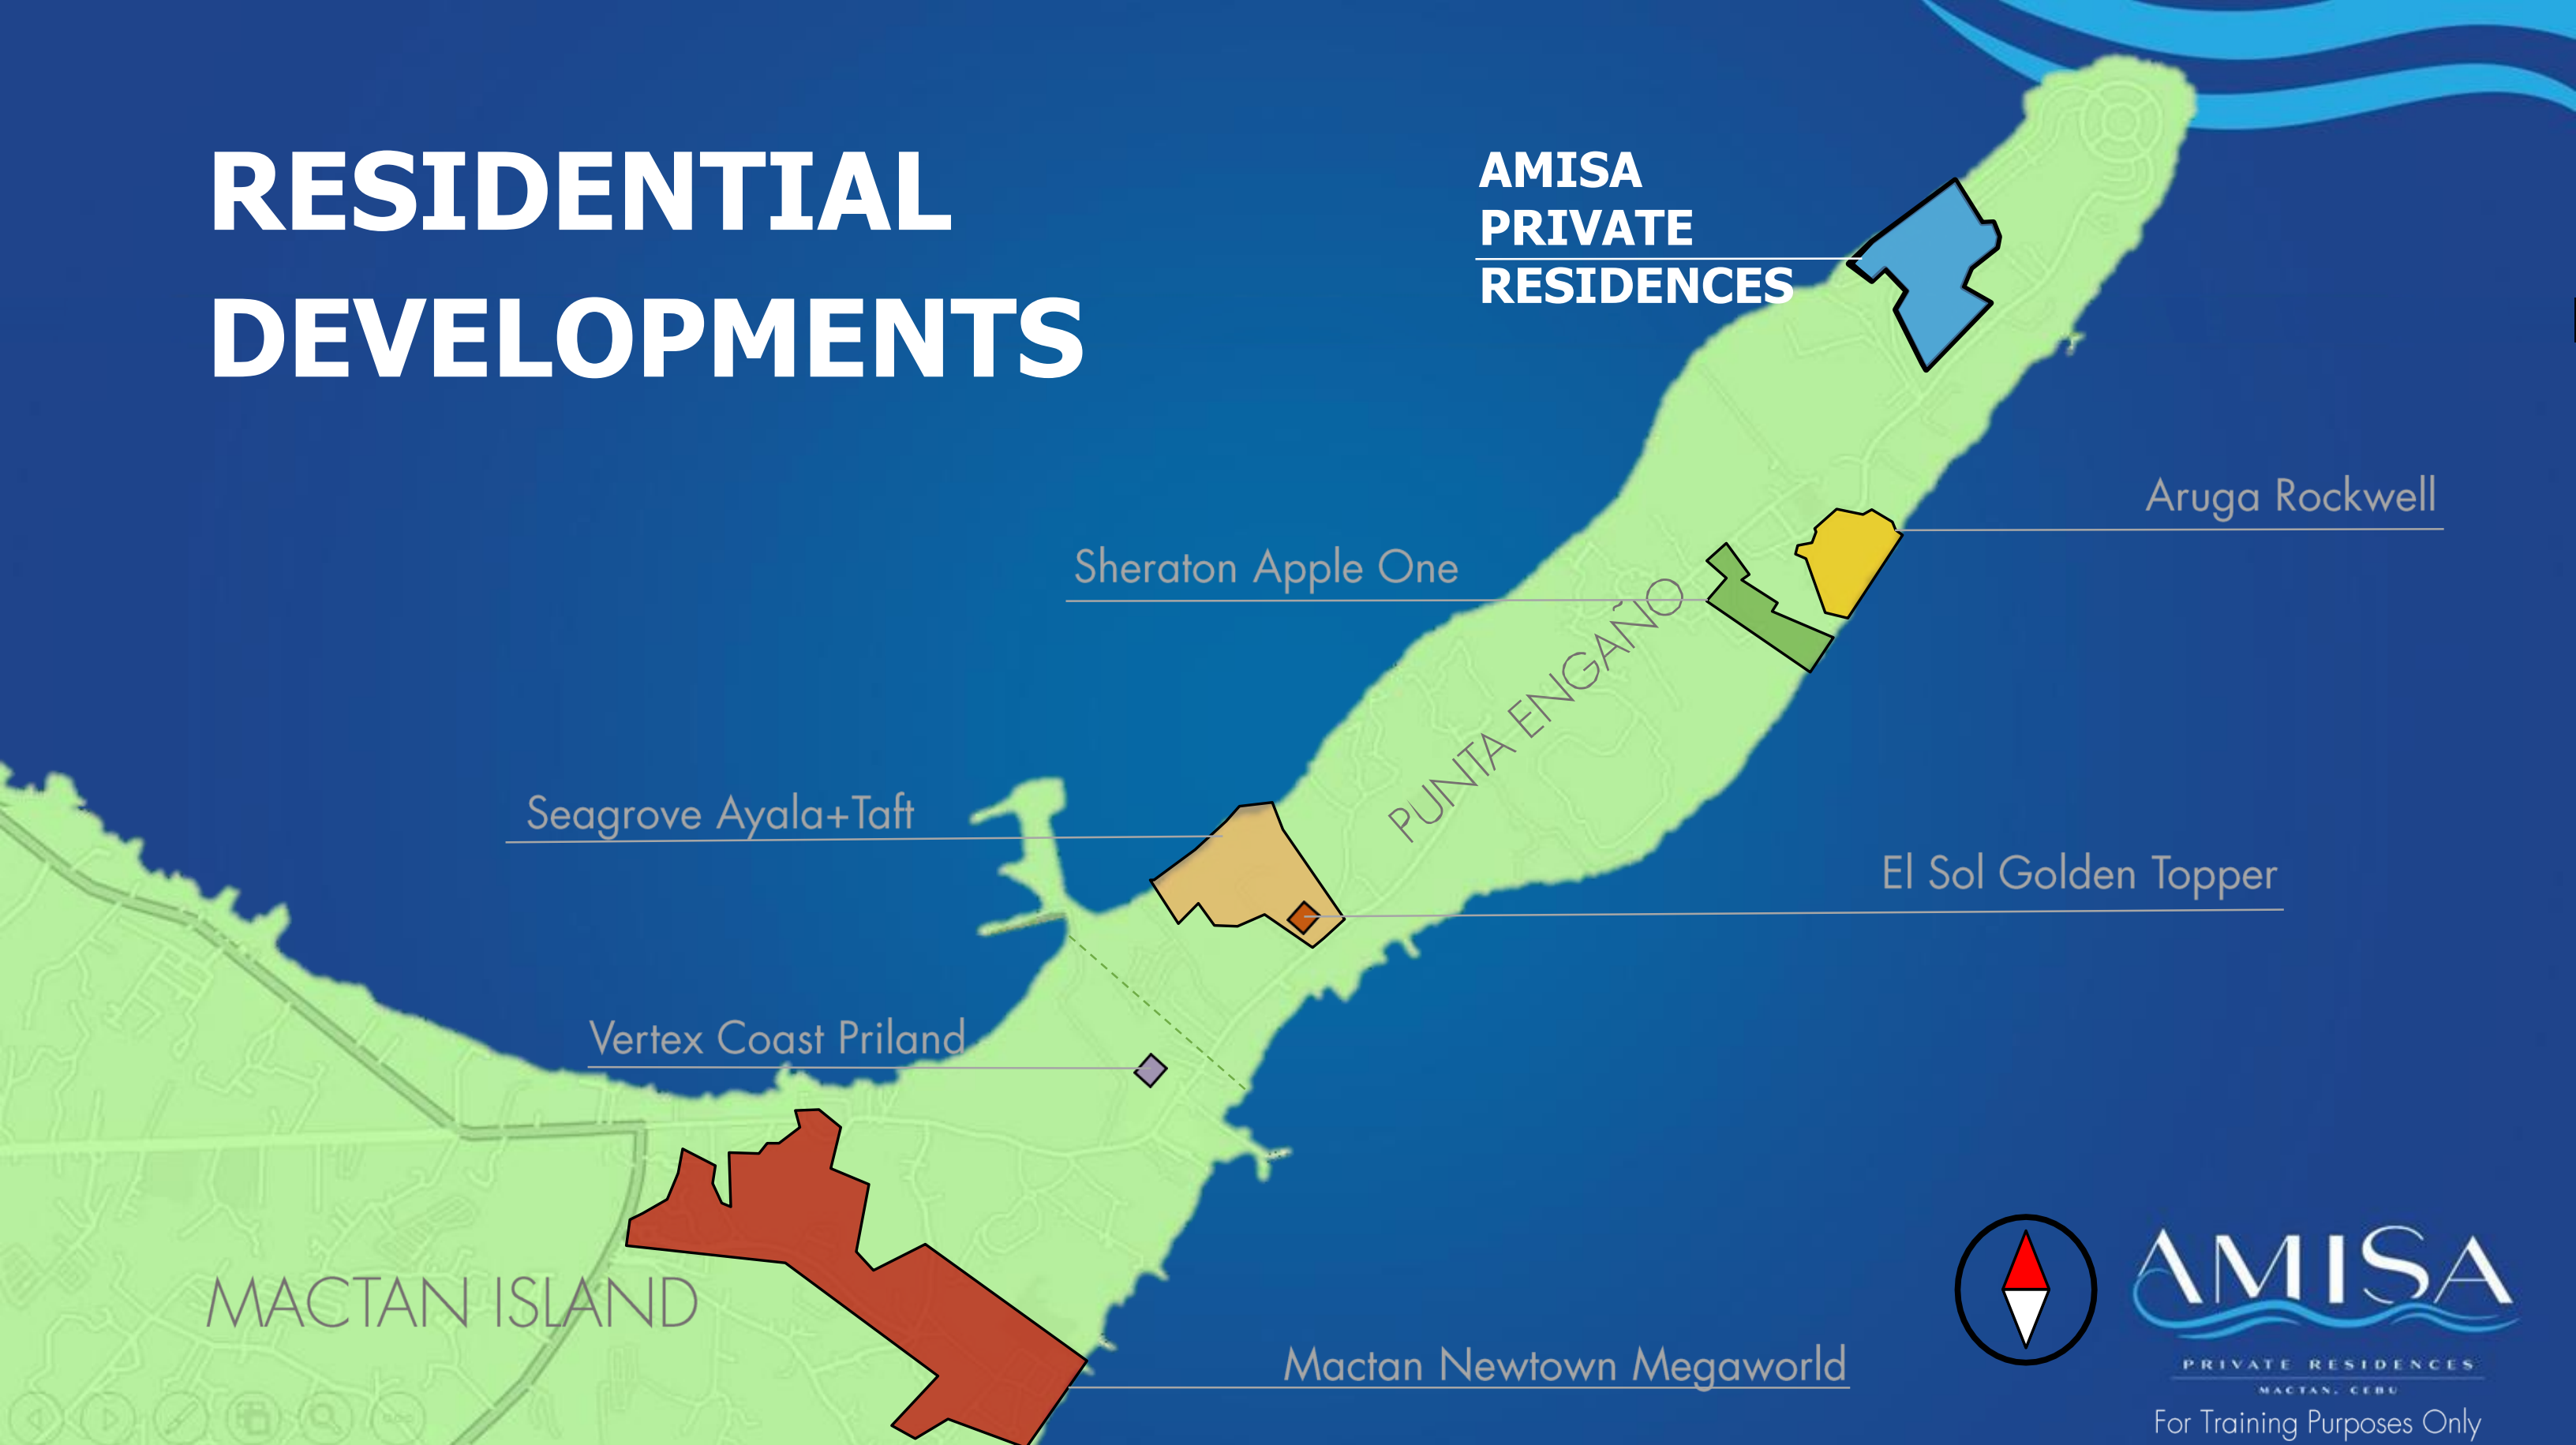 RESIDENTIAL
DEVELOPMENTS
AMISA
PRIVATE
RESIDENCES
Aruga Rockwell
Sheraton Apple One
PUNTA ENGAÑO
Seagrove Ayala+Taft
El Sol Golden Topper
Vertex Coast Priland
MACTAN ISLAND
Mactan Newtown Megaworld
AMISA
PRIVATE RESIDENCES
MACTAN, CEBU
For Training Purposes Only